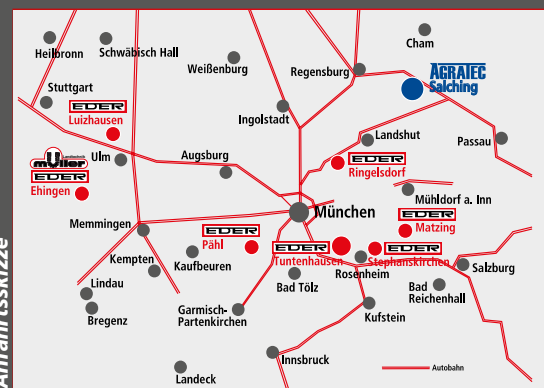 Heilbronn
Schwäbisch Hall
Cham
Weißenburg
Regensburg
AGRATEC
Salching
Stuttgart
EDER
Luizhausen
Ingolstadt
Landshut
Passau
müller
Landtechnik
EDER
Ehingen
Ulm
Augsburg
EDER
Ringelsdorf
Mühldorf a. Inn
München
EDER
Matzing
Memmingen
EDER
Pähl
EDER
Tuntenhausen
EDER
Stephanskirchen
Kempten
Kaufbeuren
Rosenheim
Salzburg
Lindau
Bad Tölz
Bad
Reichenhall
Bregenz
Garmisch-
Partenkirchen
Kufstein
Innsbruck
Landeck
Autobahn
Anfahrtsskizze